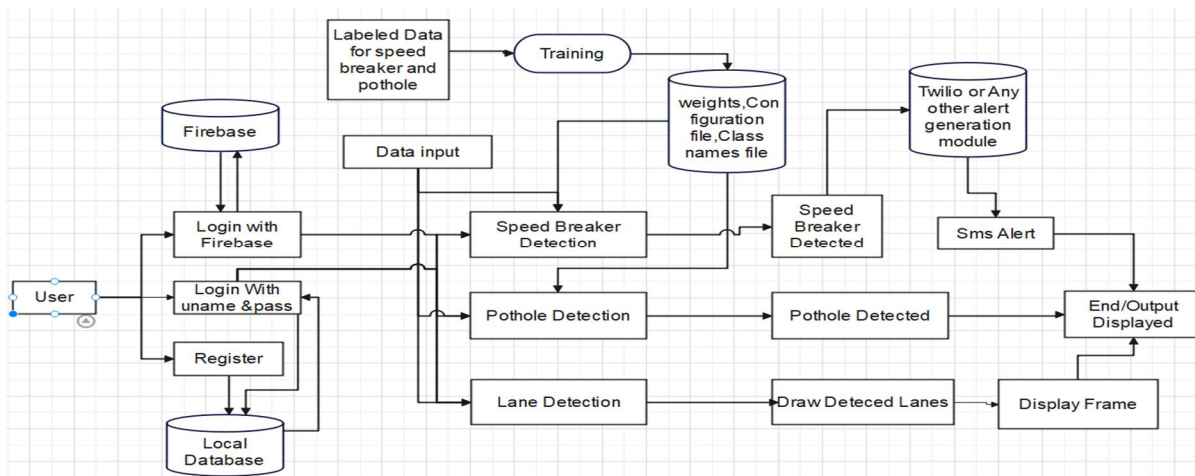 Labeled Data
for speed
breaker and
pothole
Training
weights,Con
figuration
file,Class
names file
Twilio or Any
other alert
generation
module
Firebase
Data input
Login with
Firebase
Speed Breaker
Detection
Speed
Breaker
Detected
Sms Alert
User
Login With
uname &pass
Pothole Detection
Pothole Detected
End/Output
Displayed
Register
Lane Detection
Draw Deteced Lanes
Display Frame
Local
Database